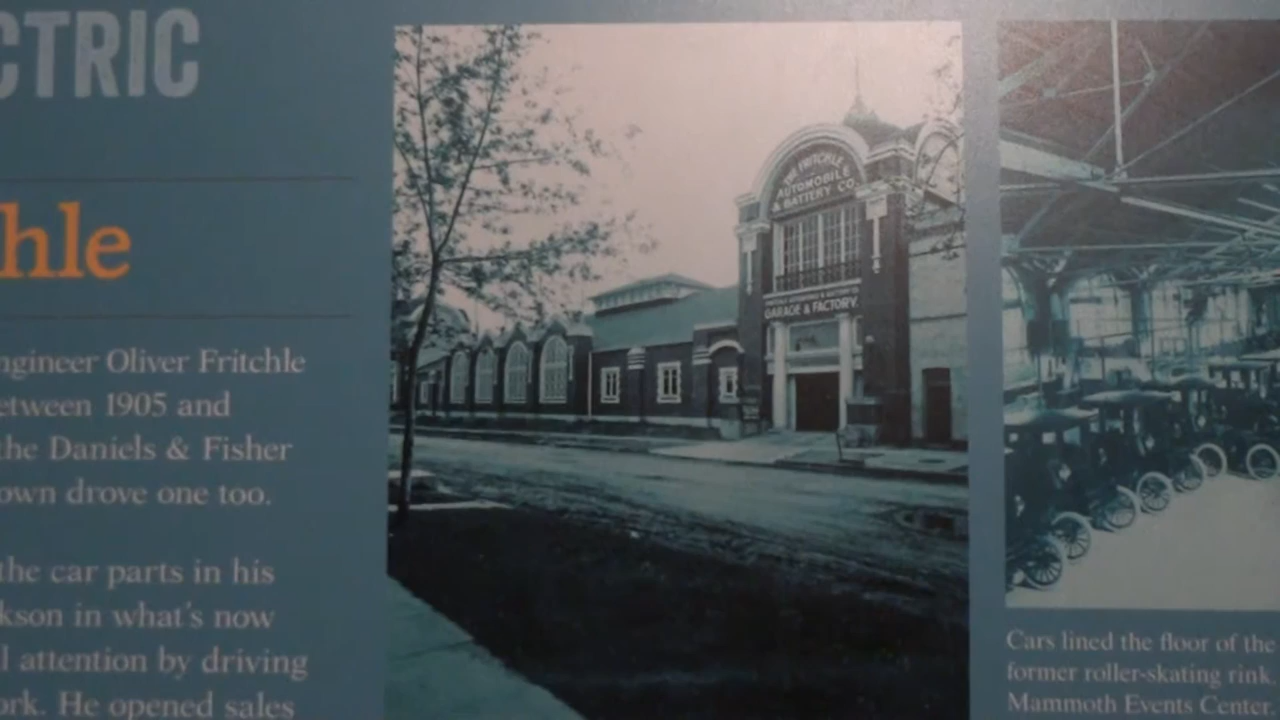 CTRIC
hle
ngineer Oliver Fritchle
etween 1905 and
the Daniels & Fisher
own drove one too.
the car parts in his
kson in what's now
l attention by driving
ork. He opened sales
THE FRITCHLE
AUTOMOBILE
& BATTERY CO.
GARAGE & FACTORY.
Cars lined the floor of the
former roller-skating rink.
Mammoth Events Center.